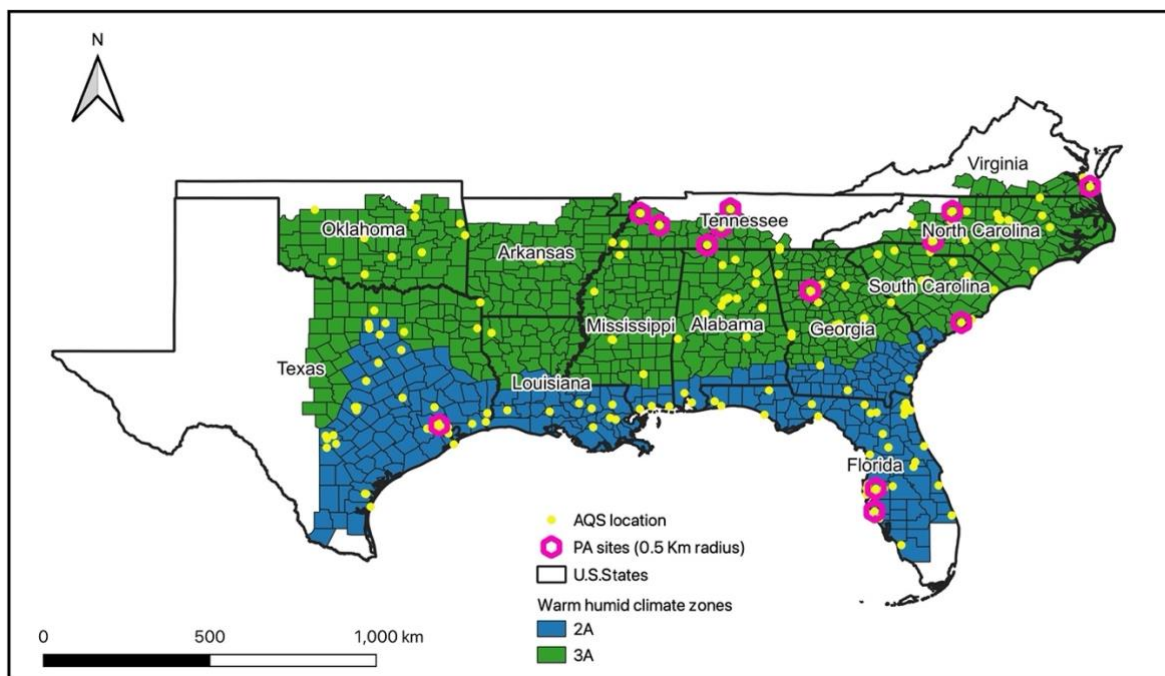 N
Virginia
Oklahoma
Tennessee
North Carolina
Arkansas
South Carolina
Mississippi
Alabama
Georgia
Texas
Louisiana
Florida
AQS location
PA sites (0.5 Km radius)
U.S.States
Warm humid climate zones
2A
3A
0 500 1,000 km